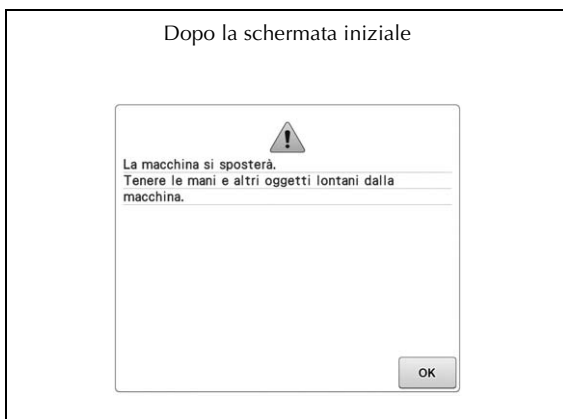 Dopo la schermata iniziale
La macchina si sposterà.
Tenere le mani e altri oggetti lontani dalla
macchina.
OK